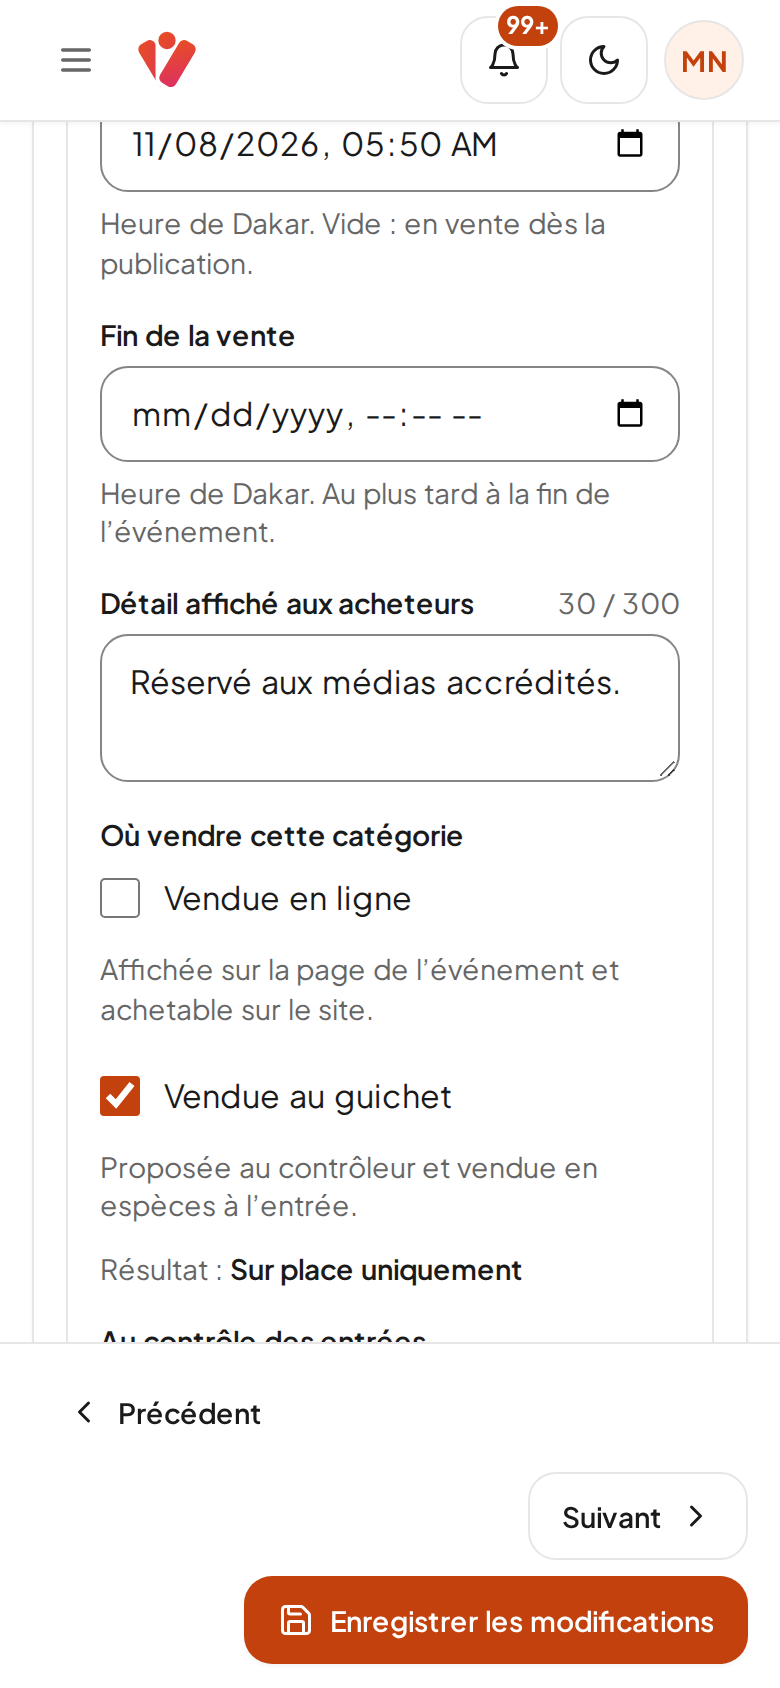 99+
MN
11/08/2026, 05:50 AM
Heure de Dakar. Vide : en vente dès la
publication.
Fin de la vente
mm/dd/yyyy, --:-- --
Heure de Dakar. Au plus tard à la fin de
l’événement.
Détail affiché aux acheteurs
30 / 300
Réservé aux médias accrédités.
Où vendre cette catégorie
Vendue en ligne
Affichée sur la page de l’événement et
achetable sur le site.
Vendue au guichet
Proposée au contrôleur et vendue en
espèces à l’entrée.
Résultat : Sur place uniquement
Au contrôle des entrées
Précédent
Suivant
Enregistrer les modifications